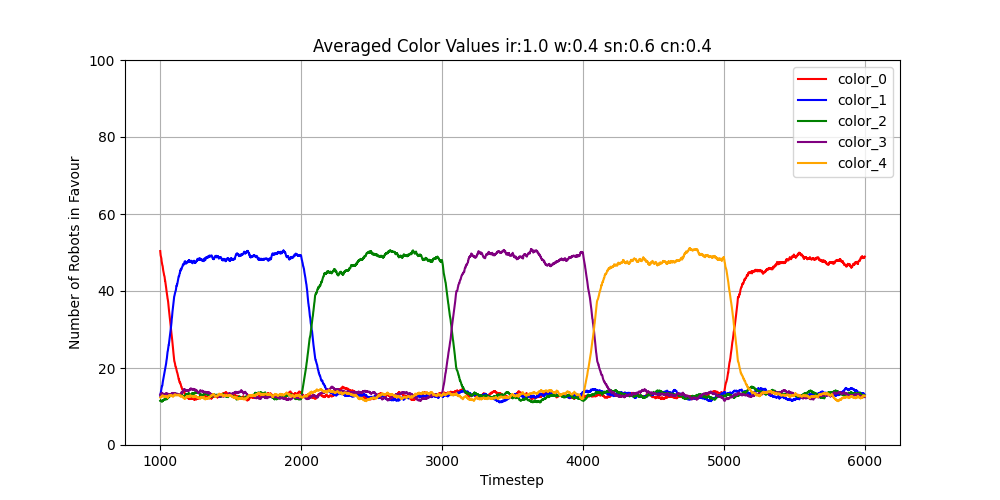 Averaged Color Values ir:1.0 w:0.4 sn:0.6 cn:0.4
100
80
60
40
20
0
Number of Robots in Favour
color_0
color_1
color_2
color_3
color_4
1000 2000 3000 4000 5000 6000
Timestep